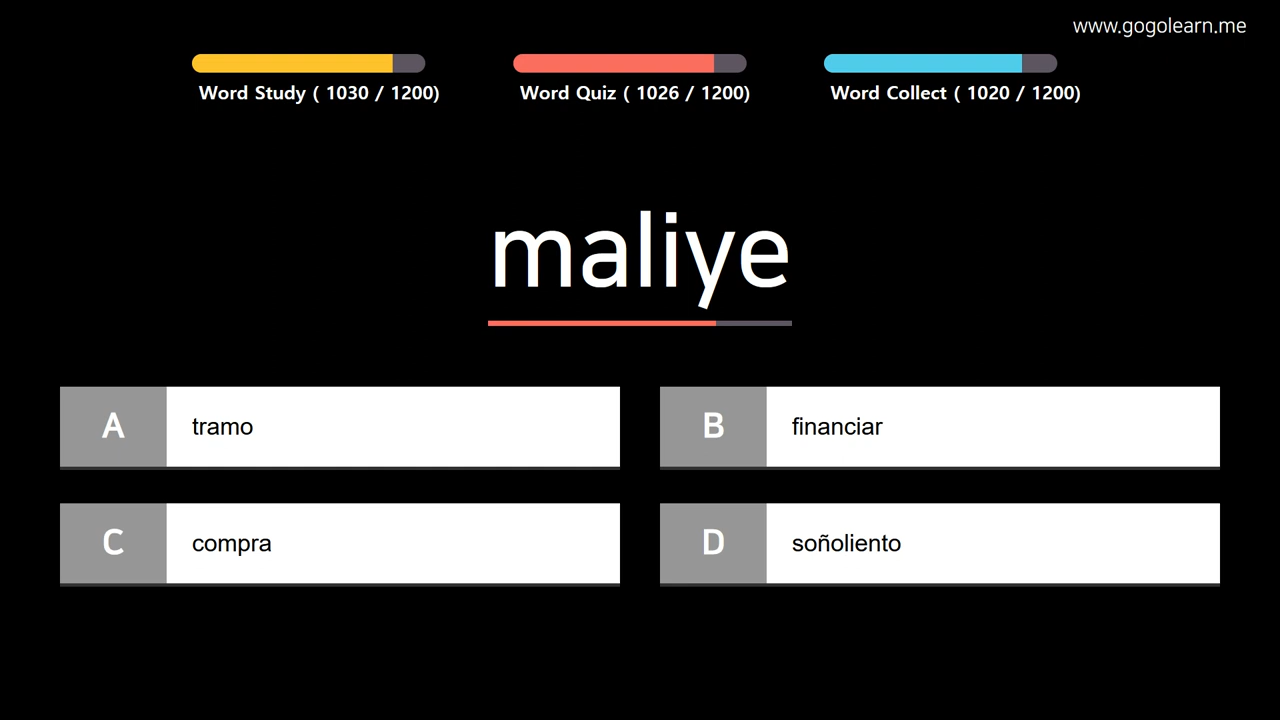 www.gogolearn.me
Word Study ( 1030 / 1200)
Word Quiz ( 1026 / 1200)
Word Collect ( 1020 / 1200)
maliye
A tramo
B financiar
C compra
D soñoliento